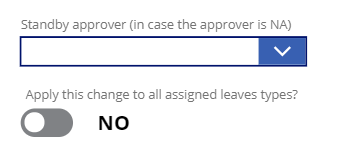 Standby approver (in case the approver is NA)
Apply this change to all assigned leaves types?
NO